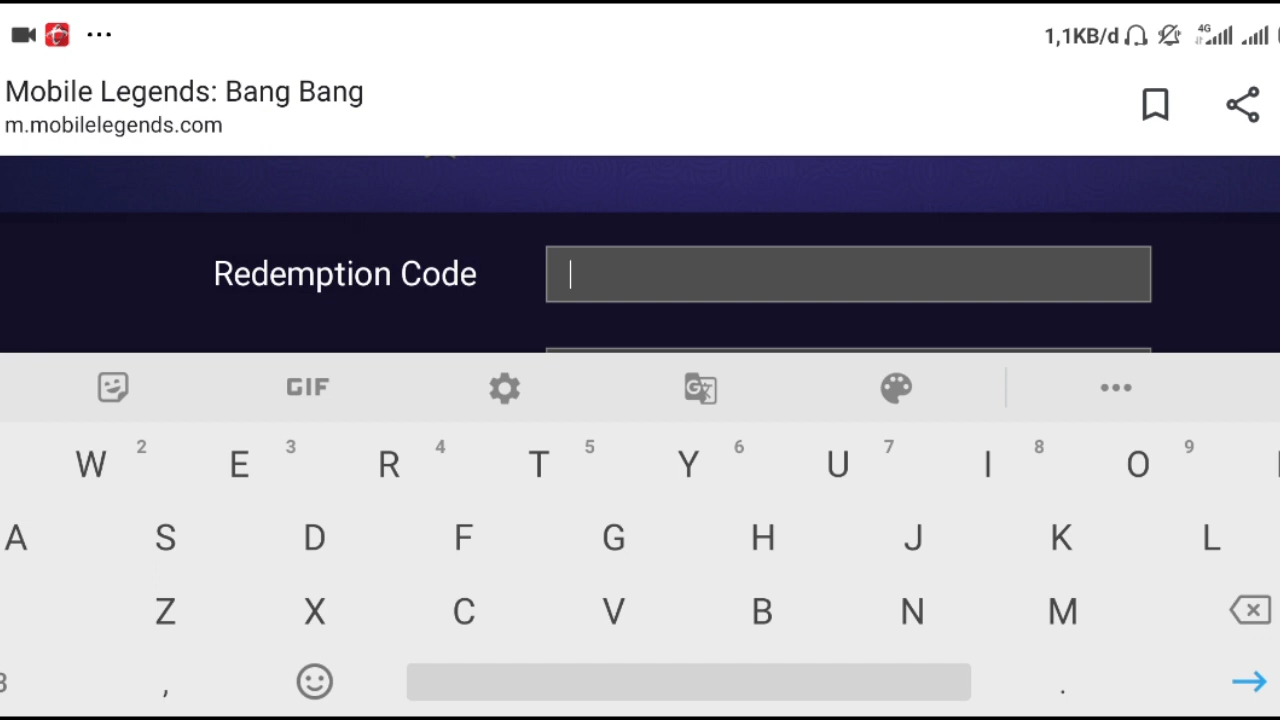 1,1KB/d 4G
Mobile Legends: Bang Bang
m.mobilelegends.com
Redemption Code
GIF
W 2 E 3 R 4 T 5 Y 6 U 7 I 8 O 9
A S D F G H J K L
Z X C V B N M
, .